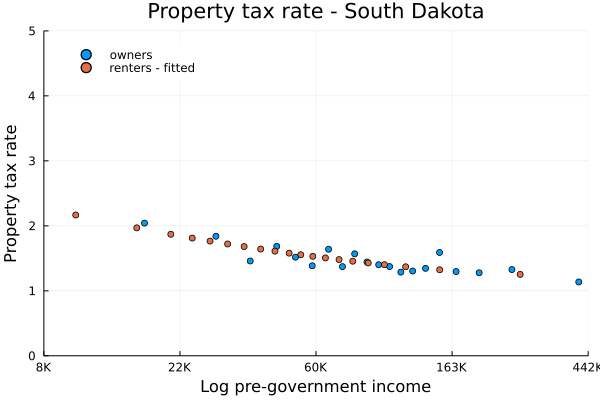 Property tax rate - South Dakota
owners
renters - fitted
Property tax rate
5
4
3
2
1
0
8K 22K 60K 163K 442K
Log pre-government income